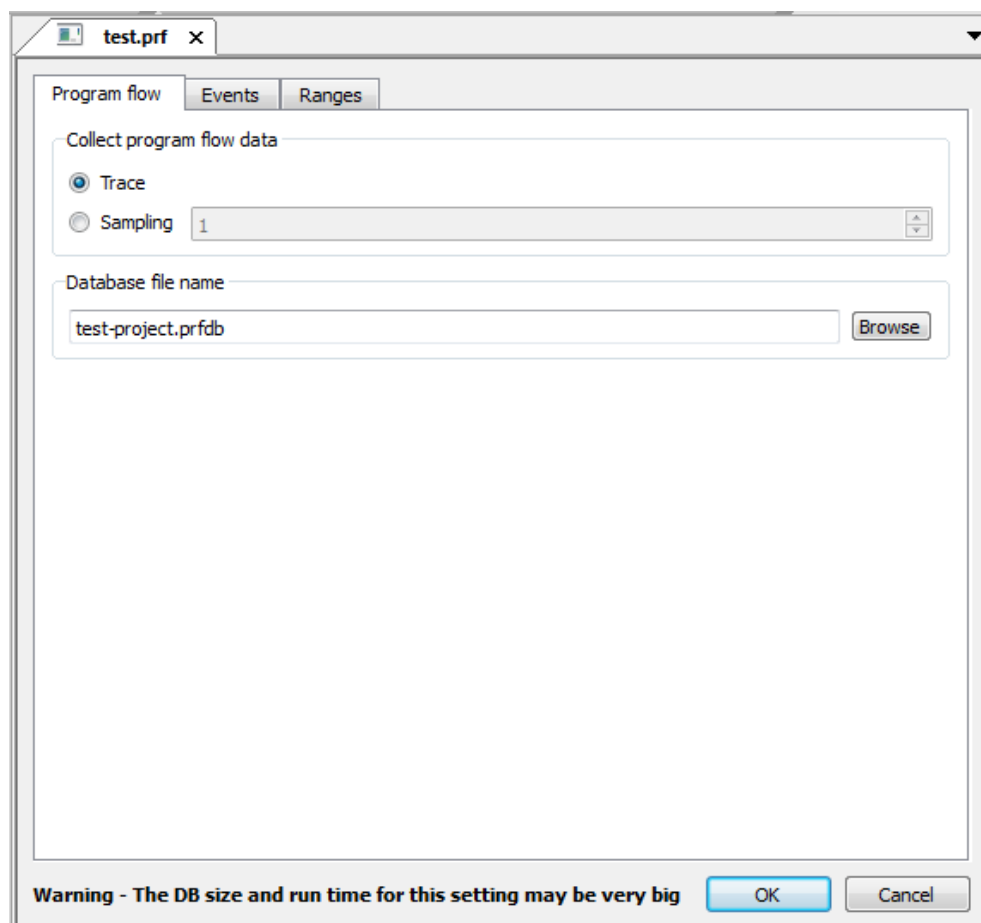 test.prf
Program flow Events Ranges
Collect program flow data
Trace
Sampling 1
Database file name
test-project.prfdb Browse
Warning - The DB size and run time for this setting may be very big OK Cancel